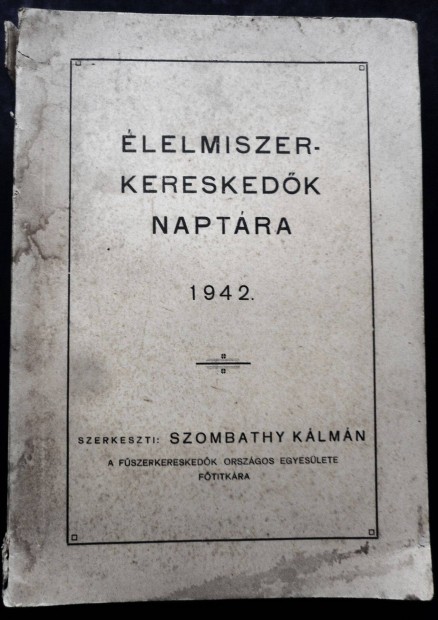 ÉLELMISZER-
KERESKEDŐK
NAPTÁRA
1942.
SZERKESZTI: SZOMBATHY KÁLMÁN
A FŰSZERKERESKEDŐK ORSZÁGOS EGYESÜLETE
FŐTITKÁRA